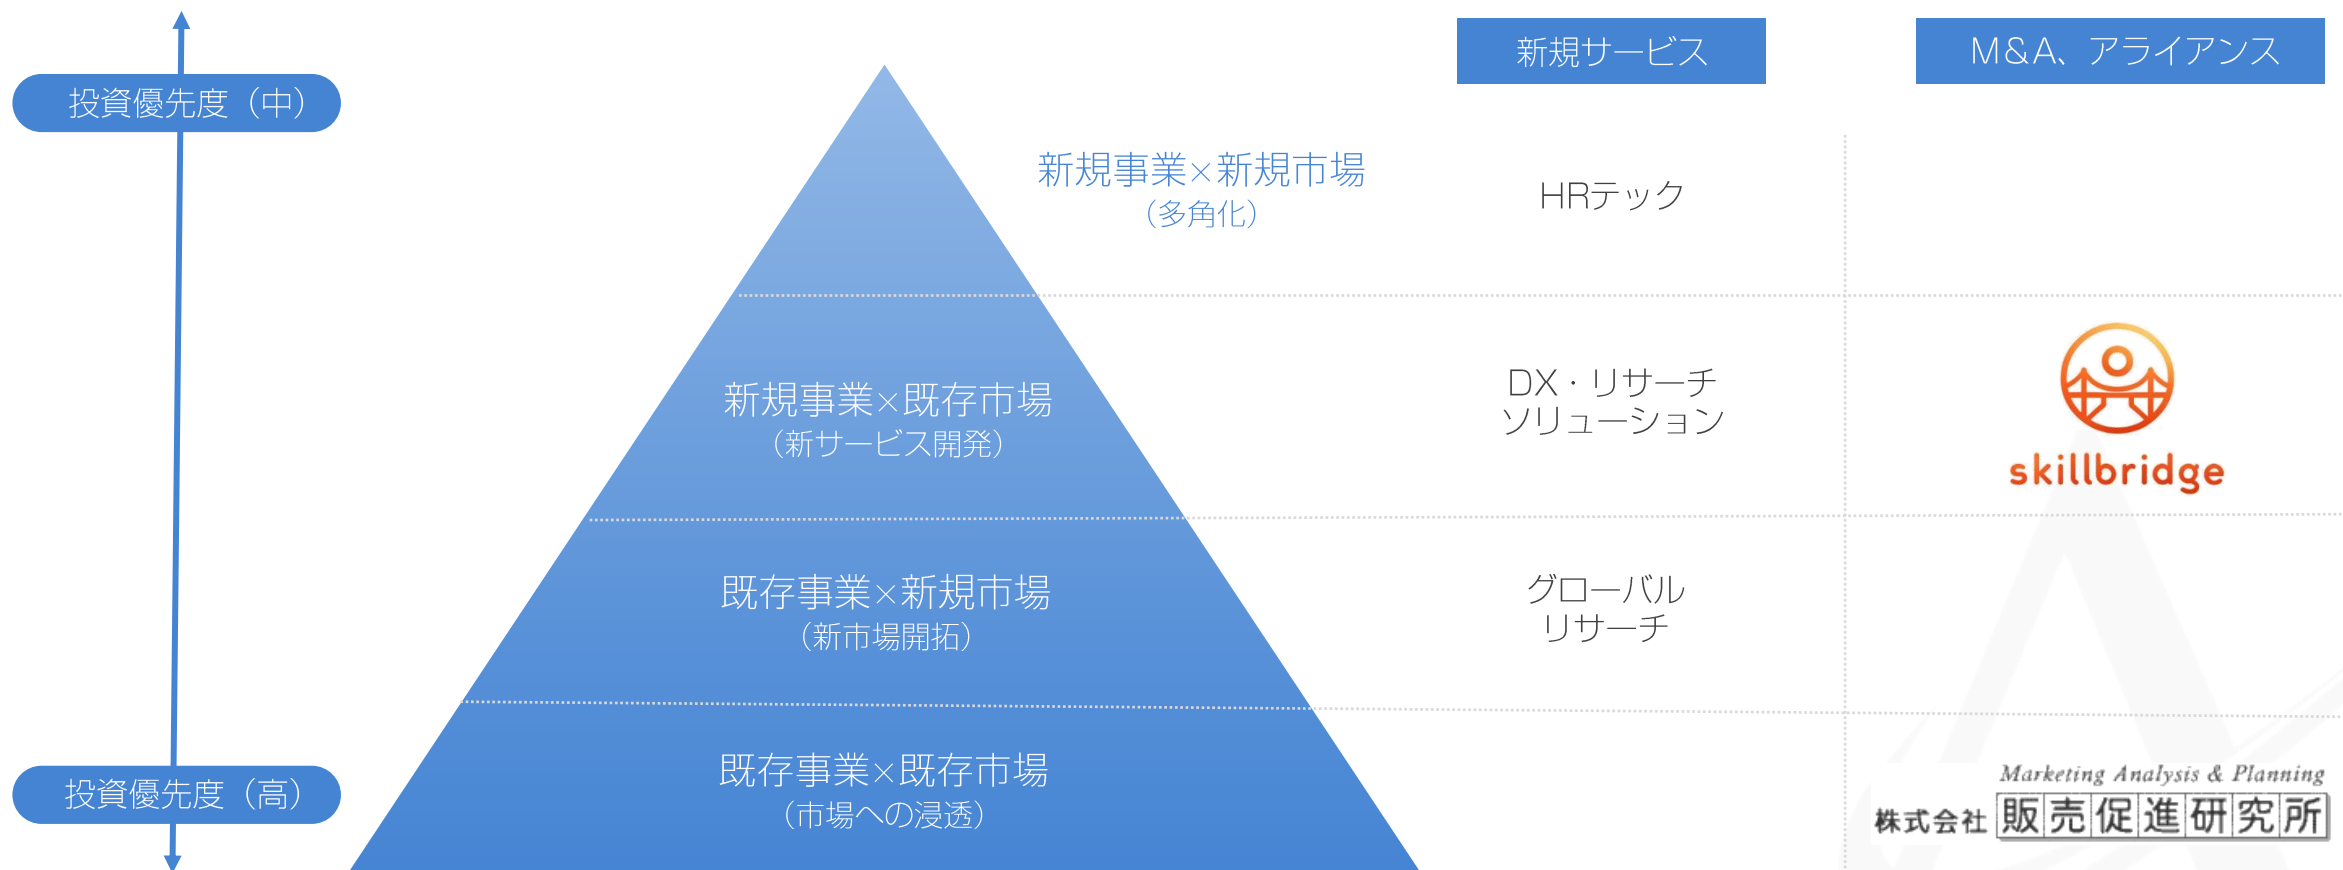 新規サービス
M＆A、アライアンス
投資優先度（中）
新規事業×新規市場
（多角化）
HRテック
新規事業×既存市場
（新サービス開発）
DX・リサーチ
ソリューション
skillbridge
既存事業×新規市場
（新市場開拓）
グローバル
リサーチ
投資優先度（高）
既存事業×既存市場
（市場への浸透）
Marketing Analysis & Planning
株式会社 販売促進研究所